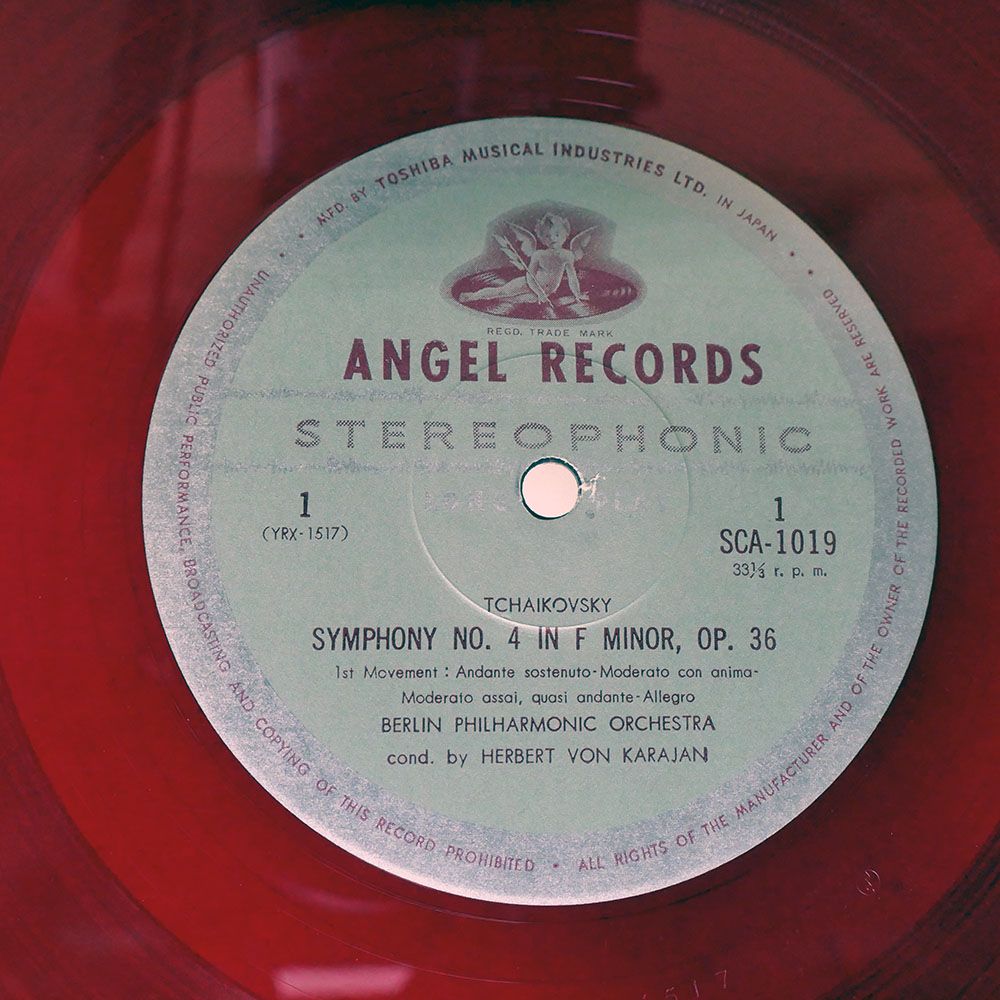 MFD. BY TOSHIBA MUSICAL INDUSTRIES LTD. IN JAPAN
REGD. TRADE MARK
ANGEL RECORDS
STEREOPHONIC
1
(YRX-1517)
1
SCA-1019
33⅓ r. p. m.
TCHAIKOVSKY
SYMPHONY NO. 4 IN F MINOR, OP. 36
1st Movement : Andante sostenuto-Moderato con anima-
Moderato assai, quasi andante-Allegro
BERLIN PHILHARMONIC ORCHESTRA
cond. by HERBERT VON KARAJAN
UNAUTHORIZED PUBLIC PERFORMANCE, BROADCASTING AND COPYING OF THIS RECORD PROHIBITED • ALL RIGHTS OF THE MANUFACTURER AND OF THE OWNER OF THE RECORDED WORK ARE RESERVED